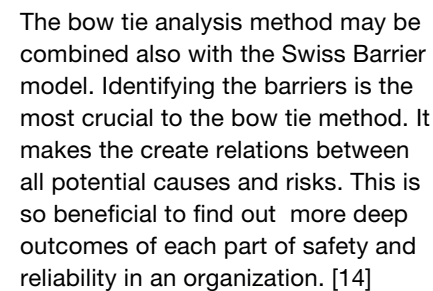 The bow tie analysis method may be
combined also with the Swiss Barrier
model. Identifying the barriers is the
most crucial to the bow tie method. It
makes the create relations between
all potential causes and risks. This is
so beneficial to find out  more deep
outcomes of each part of safety and
reliability in an organization. [14]